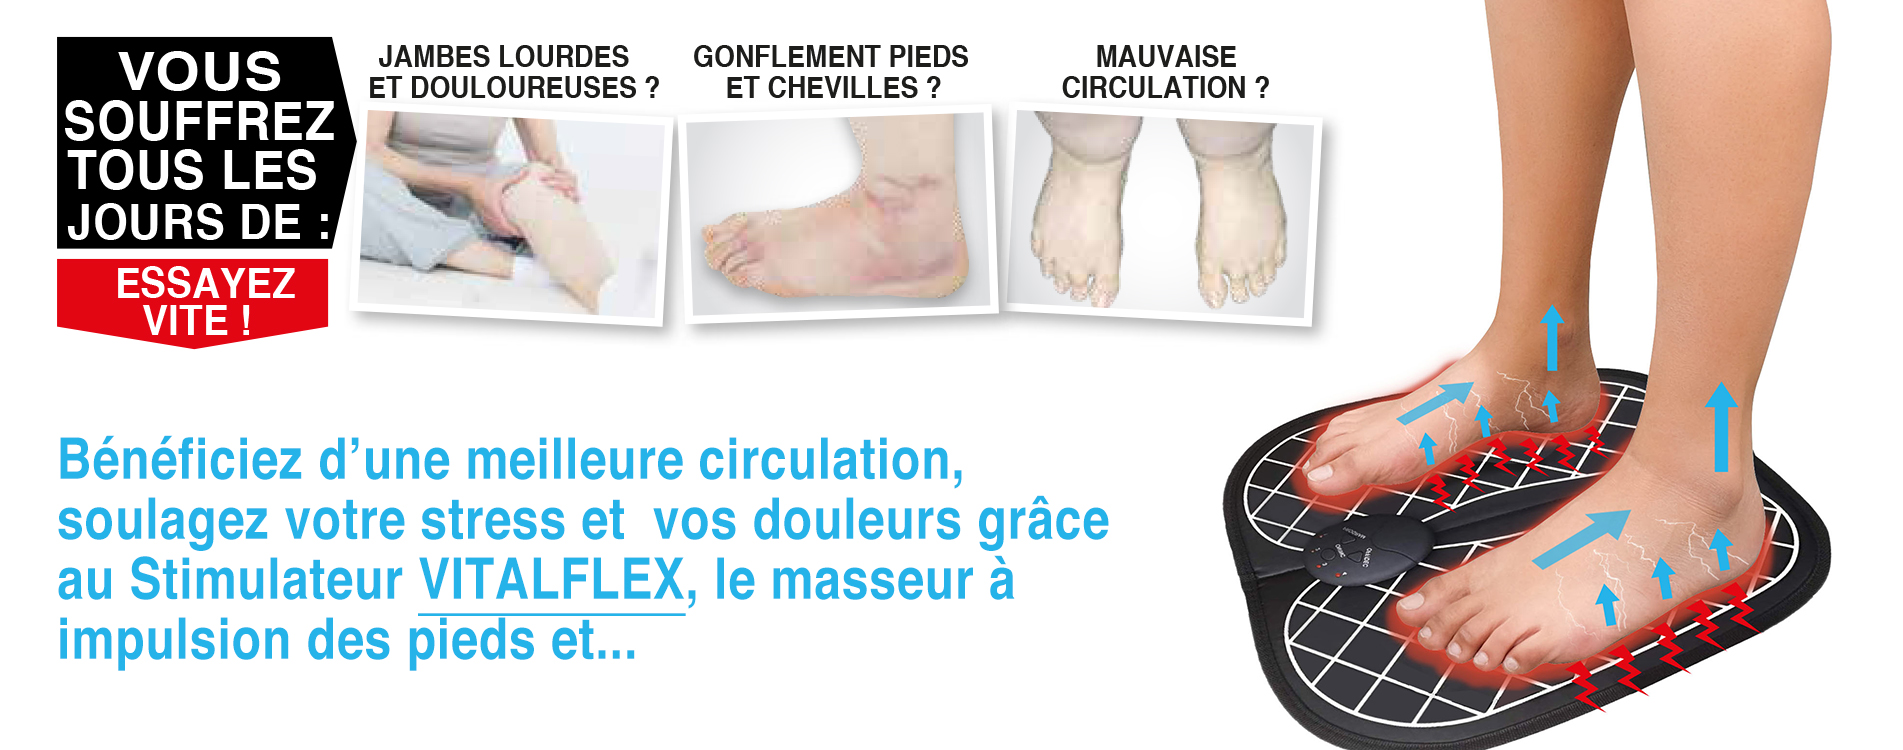 VOUS
SOUFFREZ
TOUS LES
JOURS DE :
ESSAYEZ
VITE !
JAMBES LOURDES
ET DOULOUREUSES ?
GONFLEMENT PIEDS
ET CHEVILLES ?
MAUVAISE
CIRCULATION ?
Bénéficiez d’une meilleure circulation,
soulagez votre stress et vos douleurs grâce
au Stimulateur VITALFLEX, le masseur à
impulsion des pieds et...